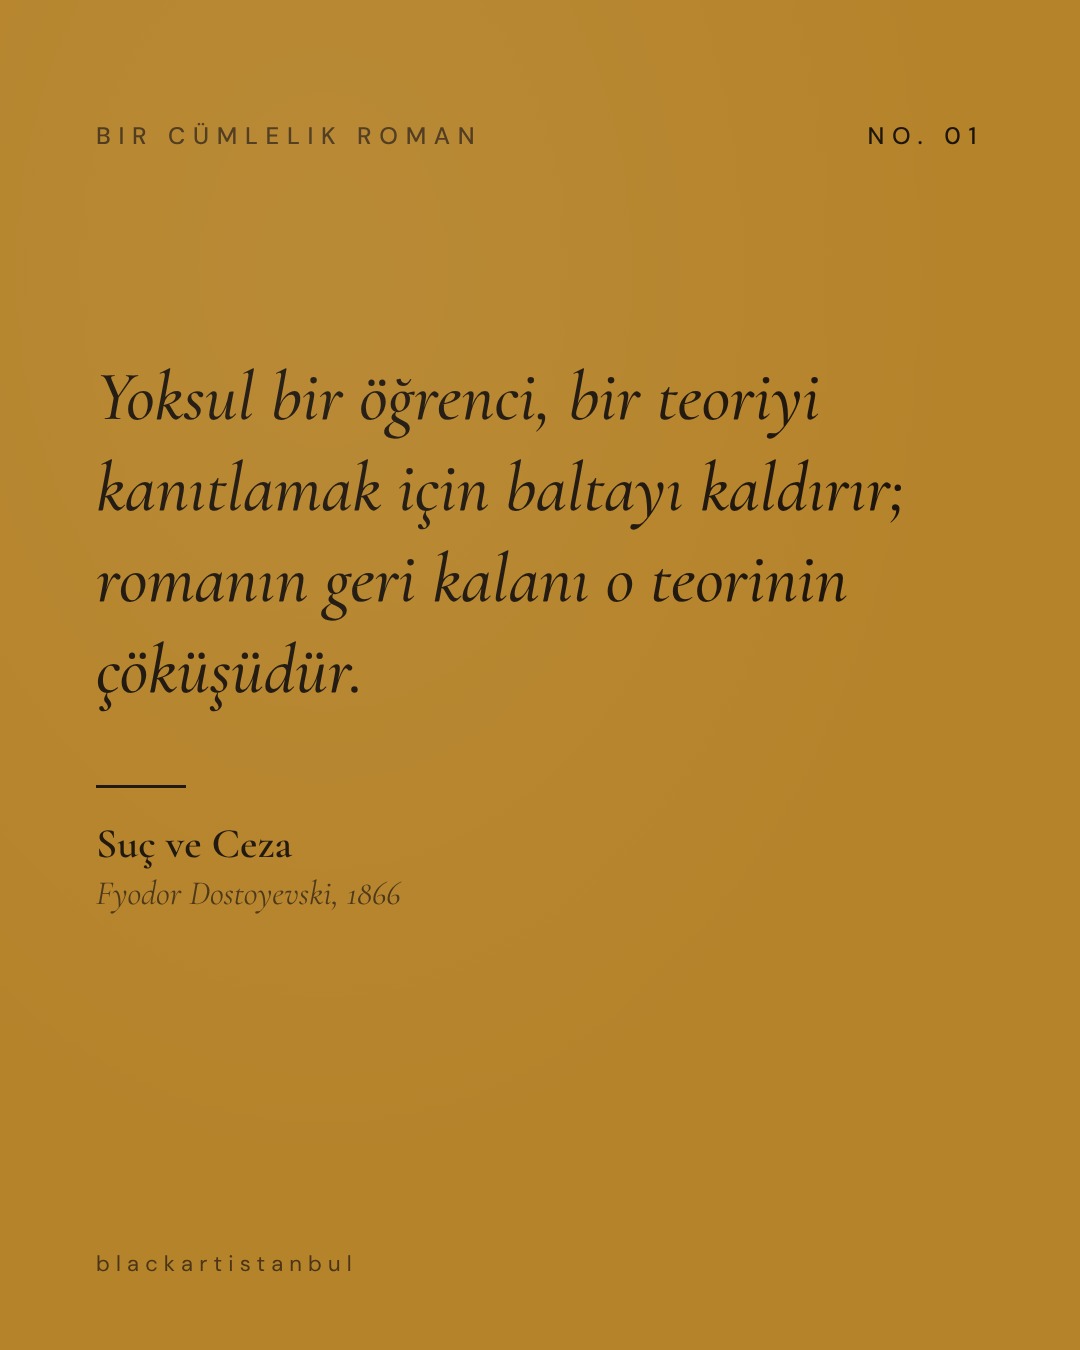 BIR CÜMLELIK ROMAN
NO. 01
Yoksul bir öğrenci, bir teoriyi
kanıtlamak için baltayı kaldırır;
romanın geri kalanı o teorinin
çöküşüdür.
Suç ve Ceza
Fyodor Dostoyevski, 1866
blackartistanbul